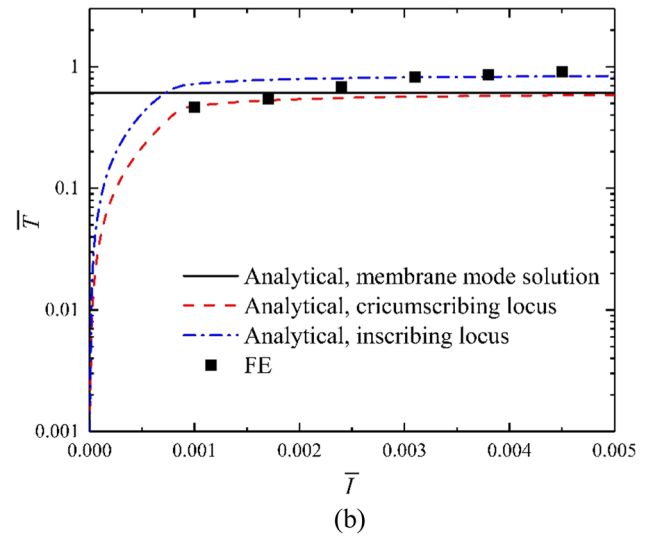 1
0.1
0.01
0.001
T̿
Analytical, membrane mode solution
Analytical, cricumscribing locus
Analytical, inscribing locus
FE
0.000 0.001 0.002 0.003 0.004 0.005
I̿
(b)